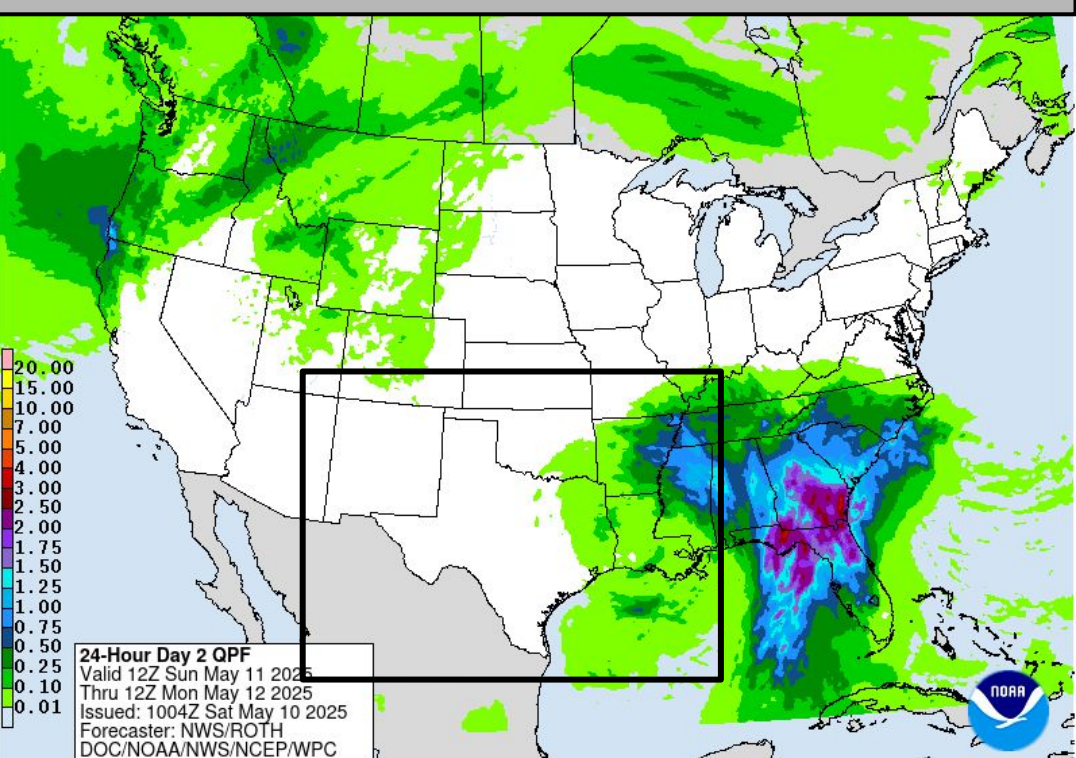 20.00
15.00
10.00
7.00
5.00
4.00
3.00
2.50
2.00
1.75
1.50
1.25
1.00
0.75
0.50
0.25
0.10
0.01
24-Hour Day 2 QPF
Valid 12Z Sun May 11 2025
Thru 12Z Mon May 12 2025
Issued: 1004Z Sat May 10 2025
Forecaster: NWS/ROTH
DOC/NOAA/NWS/NCEP/WPC
NOAA